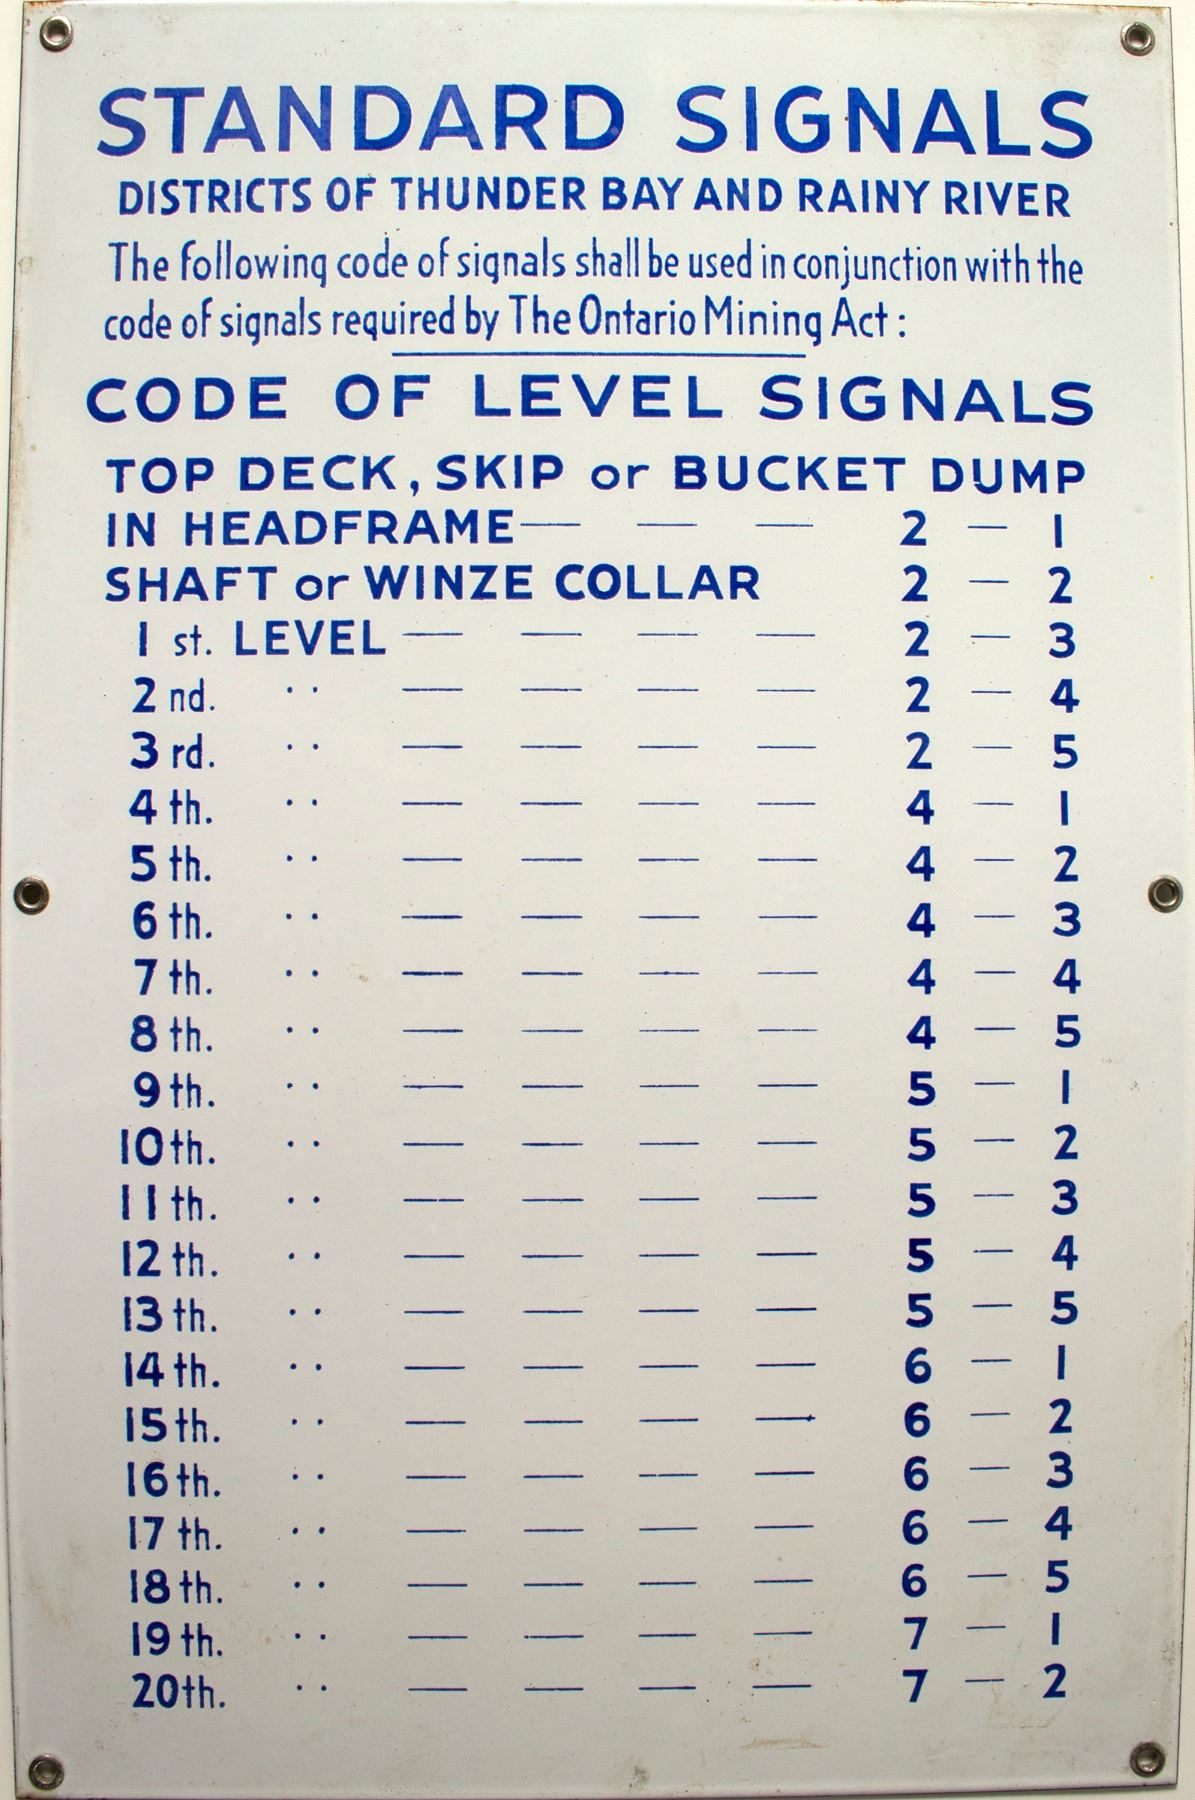 STANDARD SIGNALS
DISTRICTS OF THUNDER BAY AND RAINY RIVER
The following code of signals shall be used in conjunction with the
code of signals required by The Ontario Mining Act:
CODE OF LEVEL SIGNALS
TOP DECK, SKIP or BUCKET DUMP
IN HEADFRAME — — — 2 — 1
SHAFT or WINZE COLLAR 2 — 2
1 st. LEVEL — — — — 2 — 3
2 nd. ·· — — — — 2 — 4
3 rd. ·· — — — — 2 — 5
4 th. ·· — — — — 4 — 1
5 th. ·· — — — — 4 — 2
6 th. ·· — — — — 4 — 3
7 th. ·· — — — — 4 — 4
8 th. ·· — — — — 4 — 5
9 th. ·· — — — — 5 — 1
10 th. ·· — — — — 5 — 2
11 th. ·· — — — — 5 — 3
12 th. ·· — — — — 5 — 4
13 th. ·· — — — — 5 — 5
14 th. ·· — — — — 6 — 1
15 th. ·· — — — — 6 — 2
16 th. ·· — — — — 6 — 3
17 th. ·· — — — — 6 — 4
18 th. ·· — — — — 6 — 5
19 th. ·· — — — — 7 — 1
20 th. ·· — — — — 7 — 2